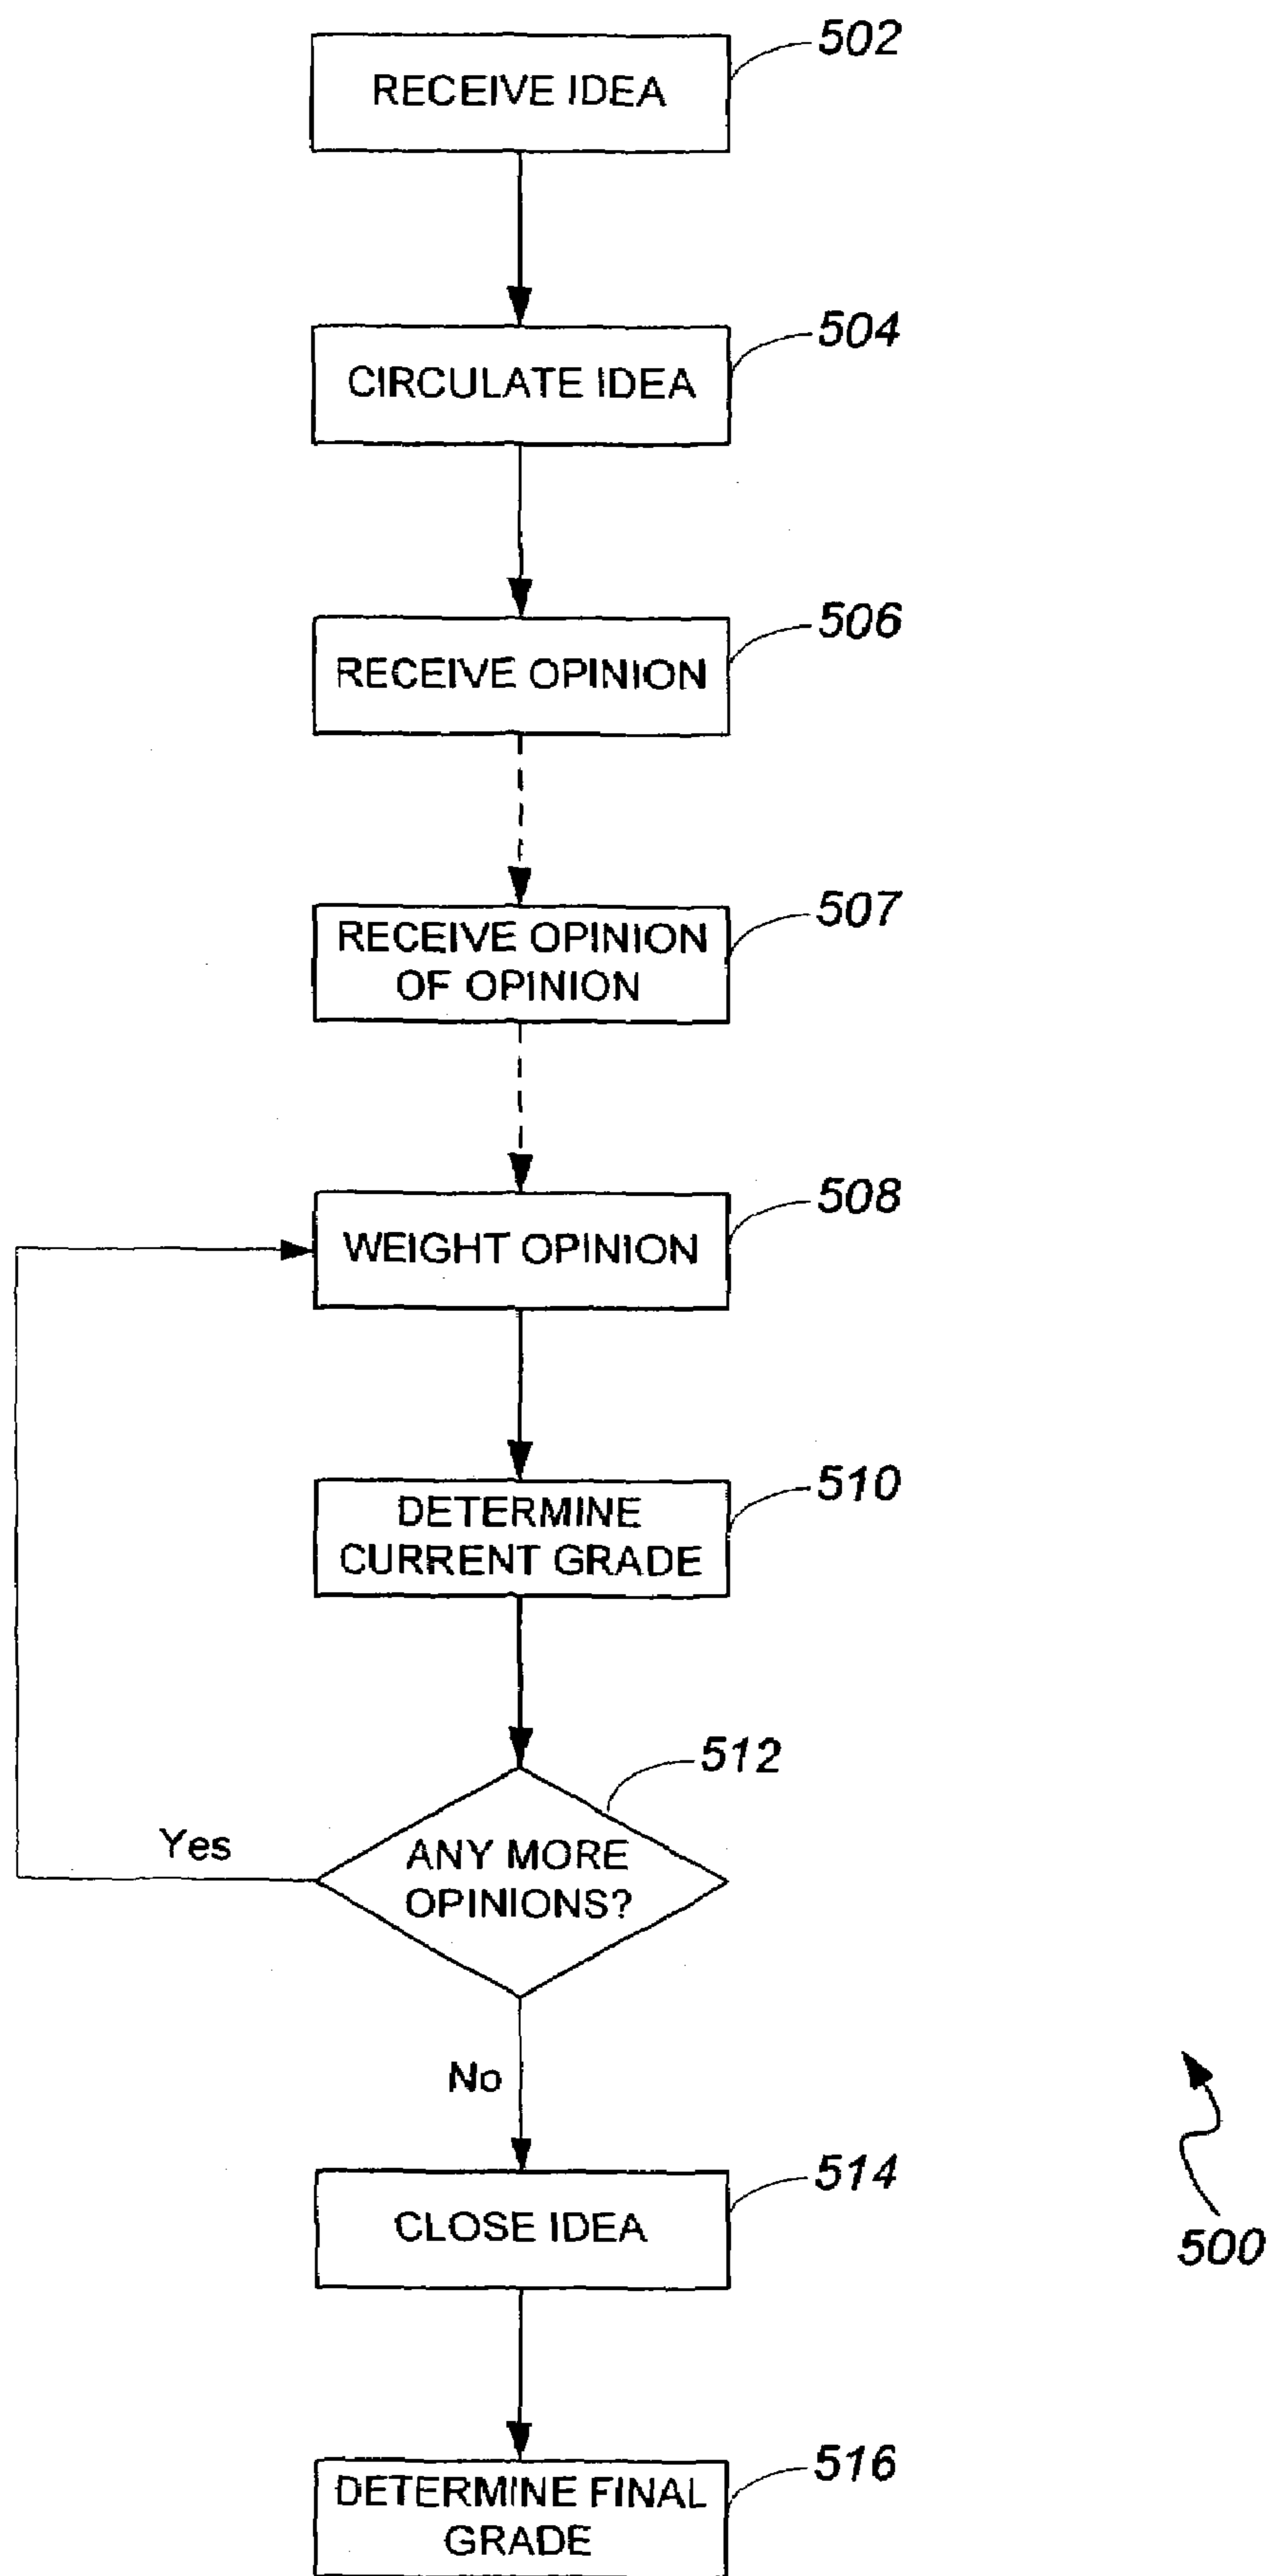 502
RECEIVE IDEA
504
CIRCULATE IDEA
506
RECEIVE OPINION
507
RECEIVE OPINION
OF OPINION
508
WEIGHT OPINION
510
DETERMINE
CURRENT GRADE
512
ANY MORE
OPINIONS?
Yes
No
514
CLOSE IDEA
500
516
DETERMINE FINAL
GRADE